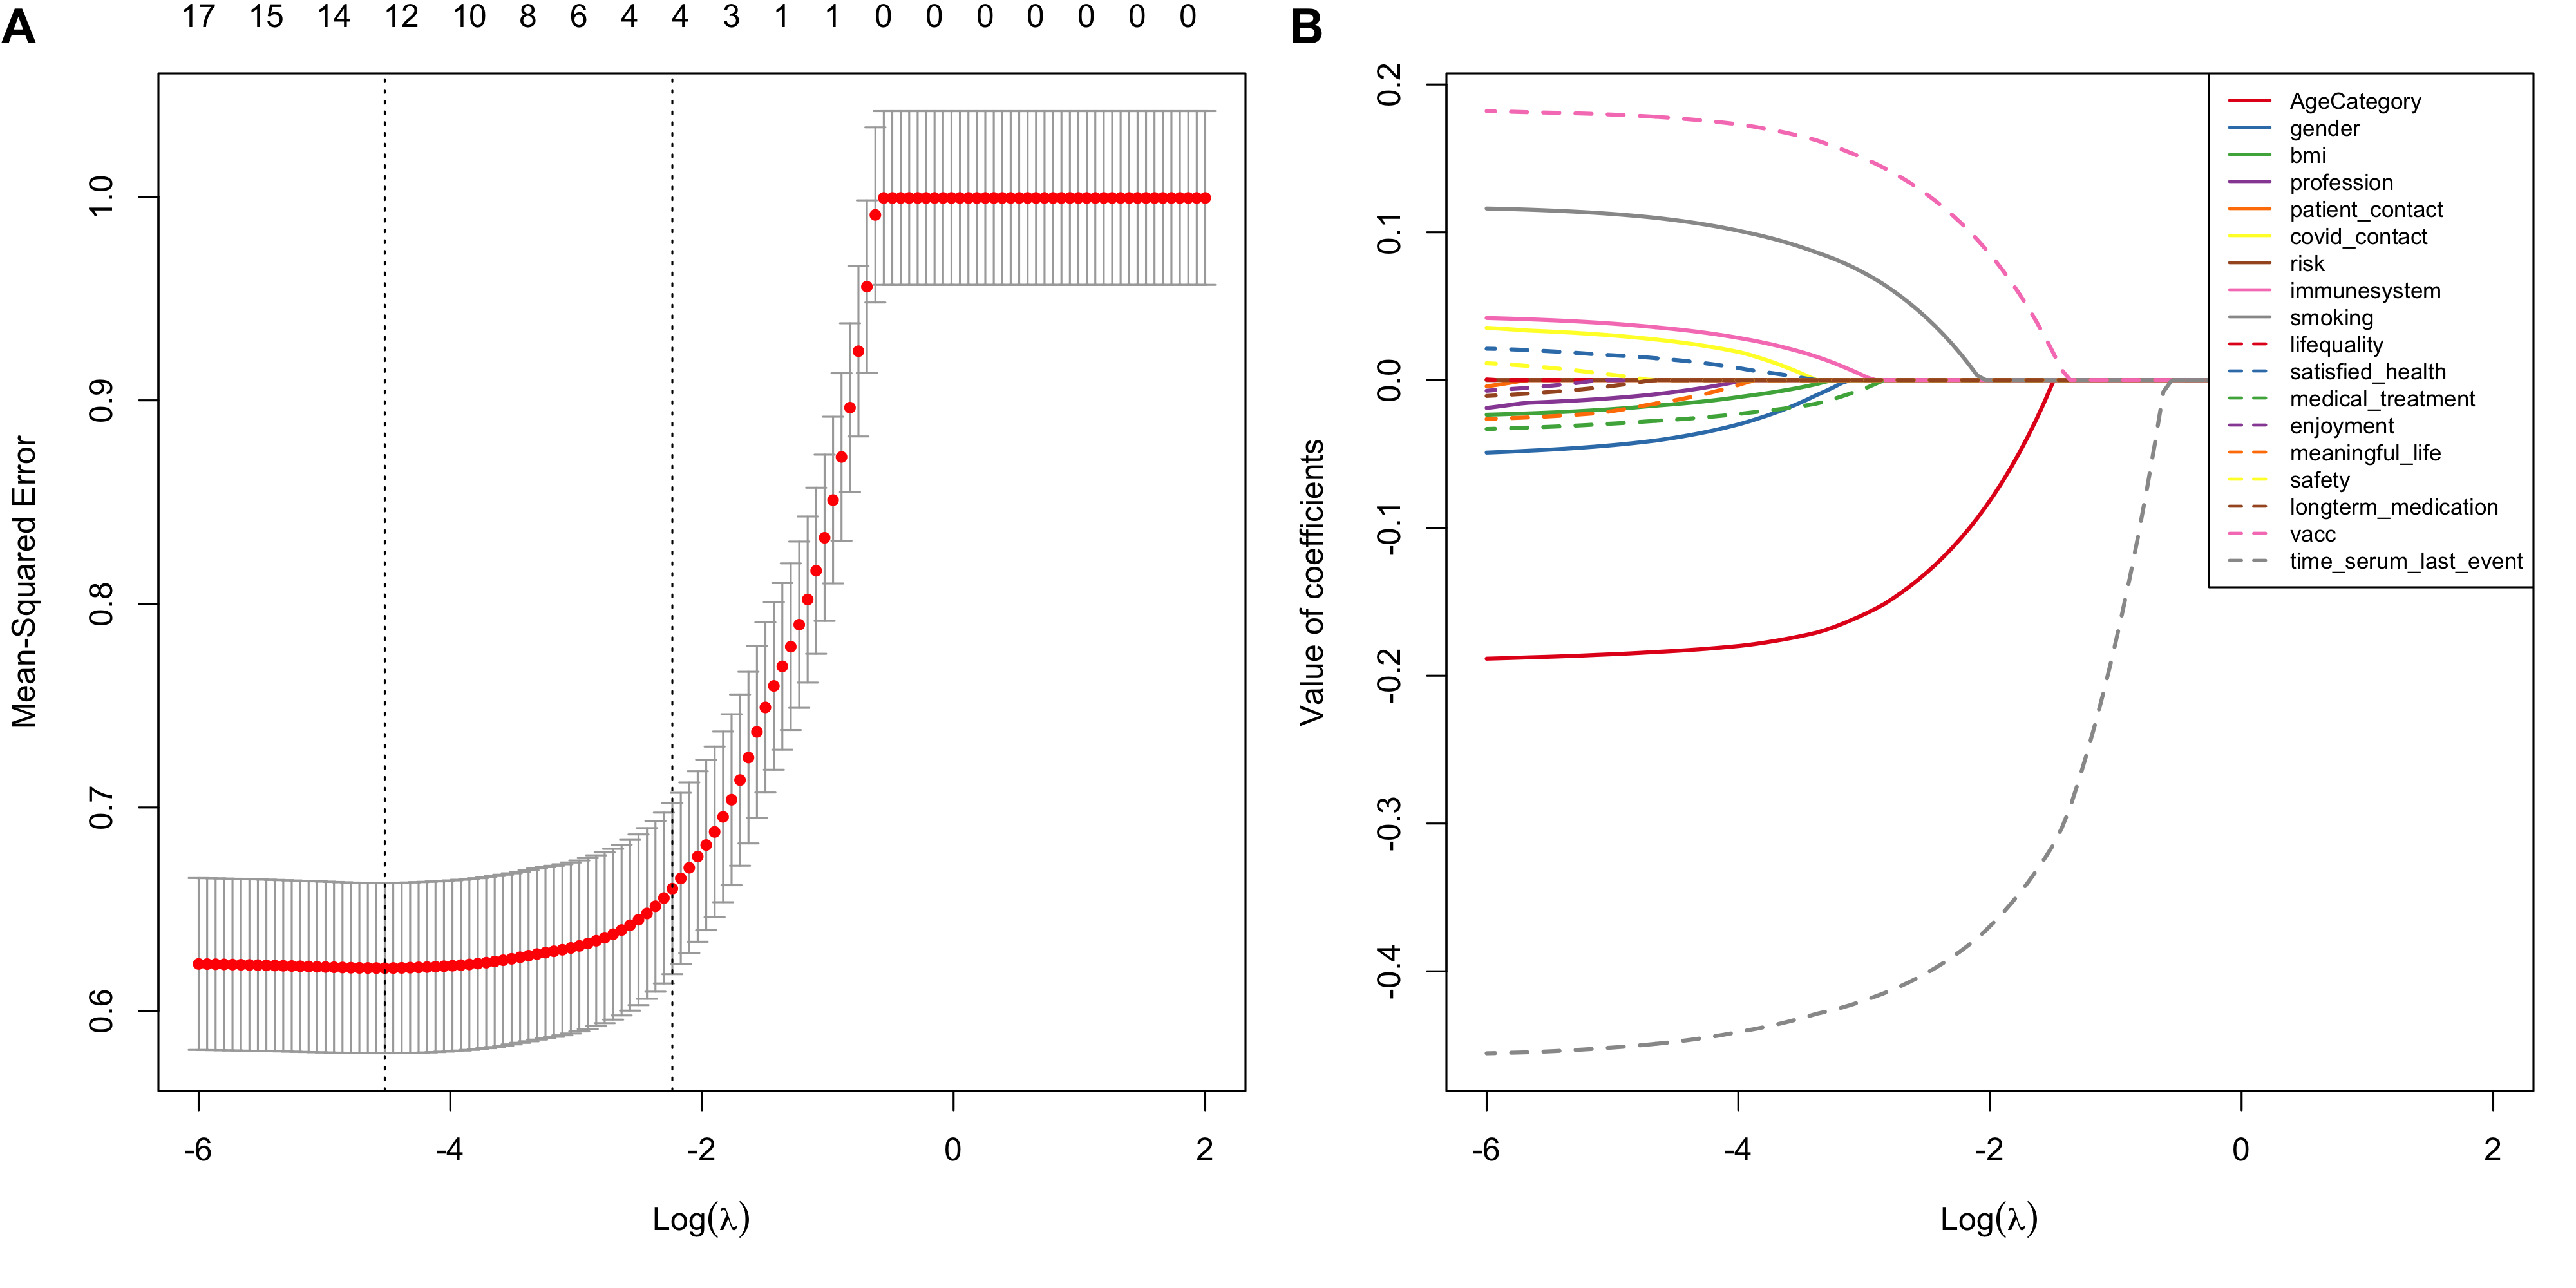 A
17 15 14 12 10 8 6 4 4 3 1 1 0 0 0 0 0 0 0
Mean-Squared Error
1.0
0.9
0.8
0.7
0.6
-6 -4 -2 0 2
Log(λ)
B
Value of coefficients
0.2
0.1
0.0
-0.1
-0.2
-0.3
-0.4
-6 -4 -2 0 2
Log(λ)
AgeCategory
gender
bmi
profession
patient_contact
covid_contact
risk
immunesystem
smoking
lifequality
satisfied_health
medical_treatment
enjoyment
meaningful_life
safety
longterm_medication
vacc
time_serum_last_event